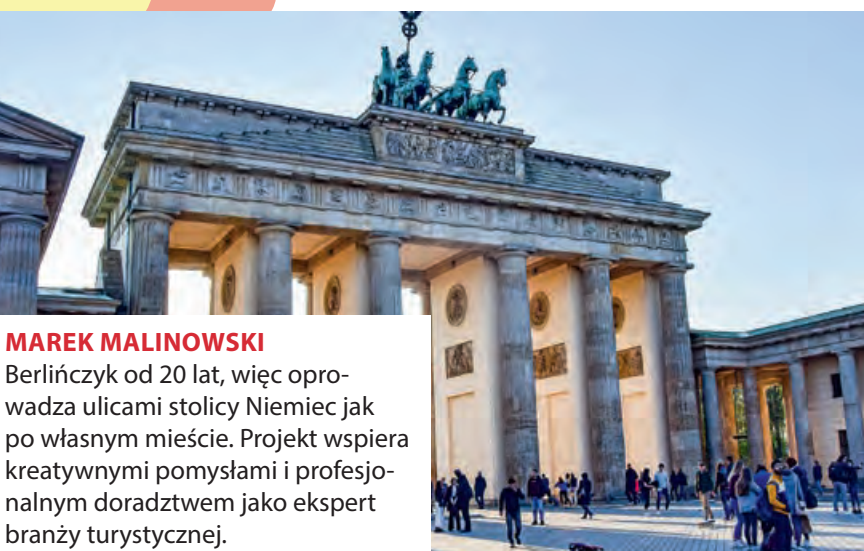 MAREK MALINOWSKI
Berlińczyk od 20 lat, więc opro-
wadza ulicami stolicy Niemiec jak
po własnym mieście. Projekt wspiera
kreatywnymi pomysłami i profesjo-
nalnym doradztwem jako ekspert
branży turystycznej.